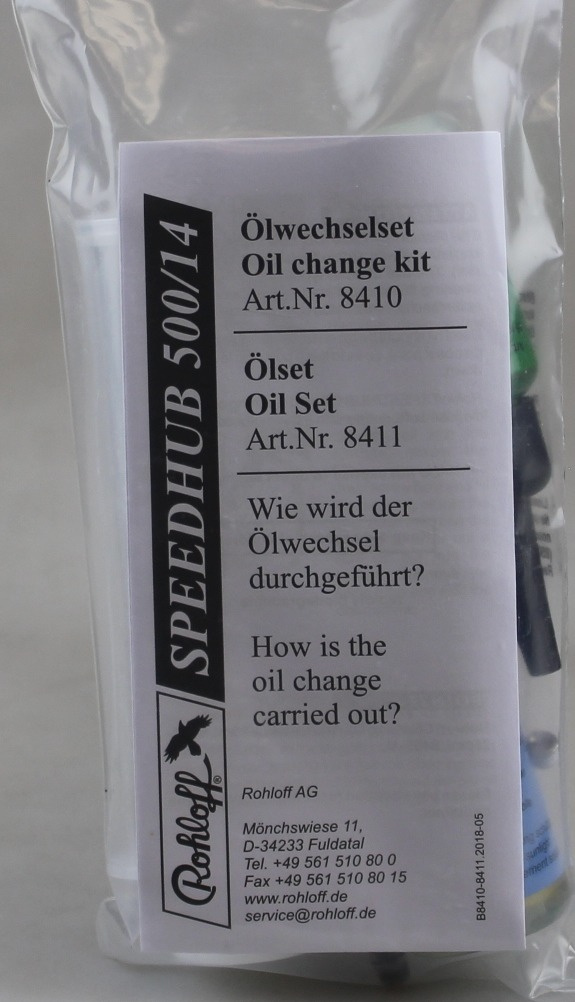 SPEEDHUB 500/14
Rohloff®
Ölwechselset
Oil change kit
Art.Nr. 8410
Ölset
Oil Set
Art.Nr. 8411
Wie wird der
Ölwechsel
durchgeführt?
How is the
oil change
carried out?
Rohloff AG
Mönchswiese 11,
D-34233 Fuldatal
Tel. +49 561 510 80 0
Fax +49 561 510 80 15
www.rohloff.de
service@rohloff.de
B8410-8411.2018-05